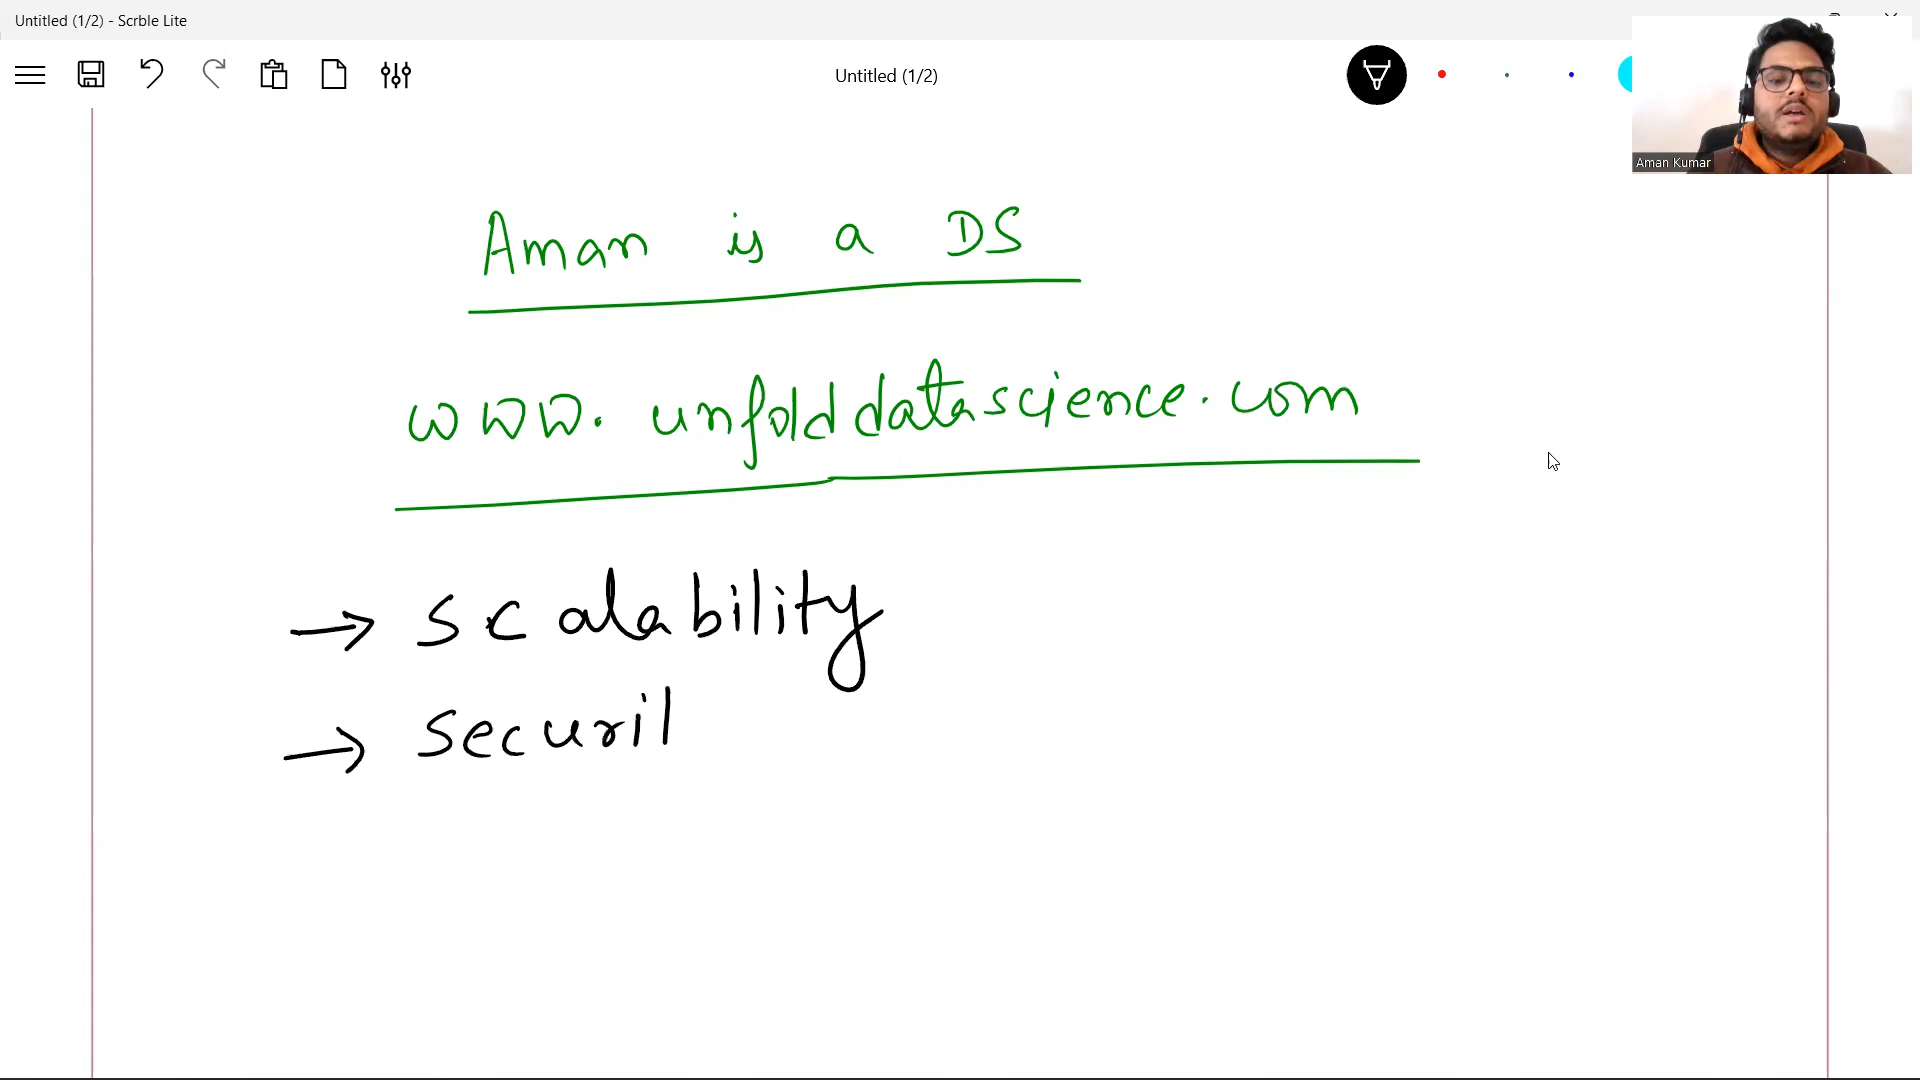 Untitled (1/2) - Scrble Lite
Untitled (1/2)
Aman Kumar
Aman is a DS
www.unfolddatascience.com
→ scalability
→ securil